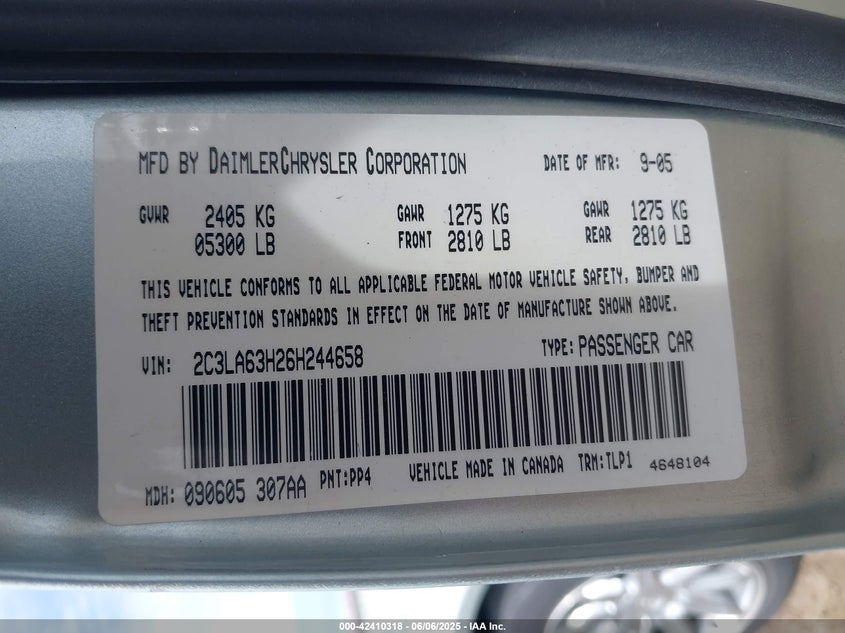 MFD BY DAIMLERCHRYSLER CORPORATION DATE OF MFR: 9-05
GVWR 2405 KG GAWR 1275 KG GAWR 1275 KG
05300 LB FRONT 2810 LB REAR 2810 LB
THIS VEHICLE CONFORMS TO ALL APPLICABLE FEDERAL MOTOR VEHICLE SAFETY, BUMPER AND
THEFT PREVENTION STANDARDS IN EFFECT ON THE DATE OF MANUFACTURE SHOWN ABOVE.
VIN: 2C3LA63H26H244658 TYPE: PASSENGER CAR
MDH: 090605 307AA PNT:PP4 VEHICLE MADE IN CANADA TRM:TLP1 4648104
000-42410318 - 06/06/2025 - © IAA Inc.